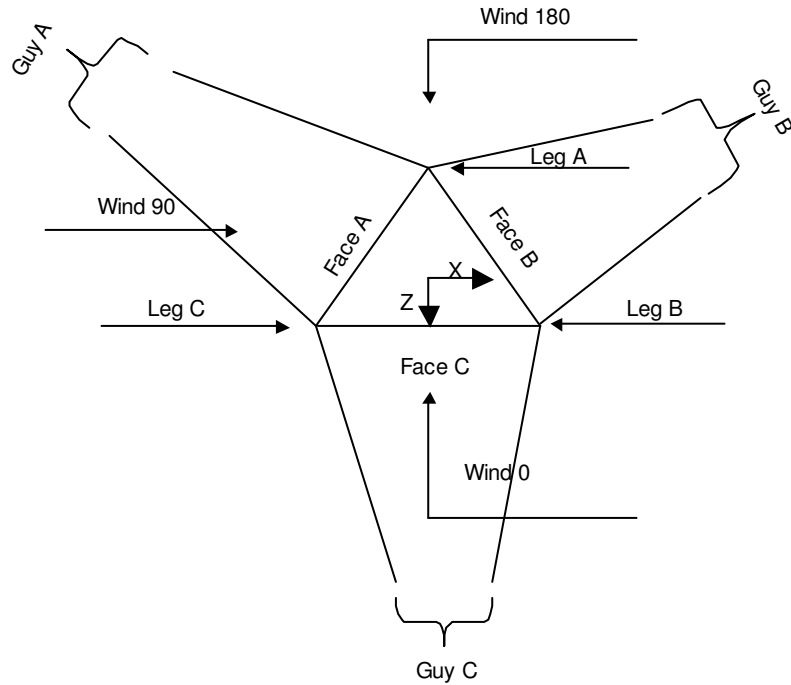 Wind 180
Guy A
Guy B
Leg A
Wind 90
Face A
Face B
X
Z
Leg C
Leg B
Face C
Wind 0
Guy C